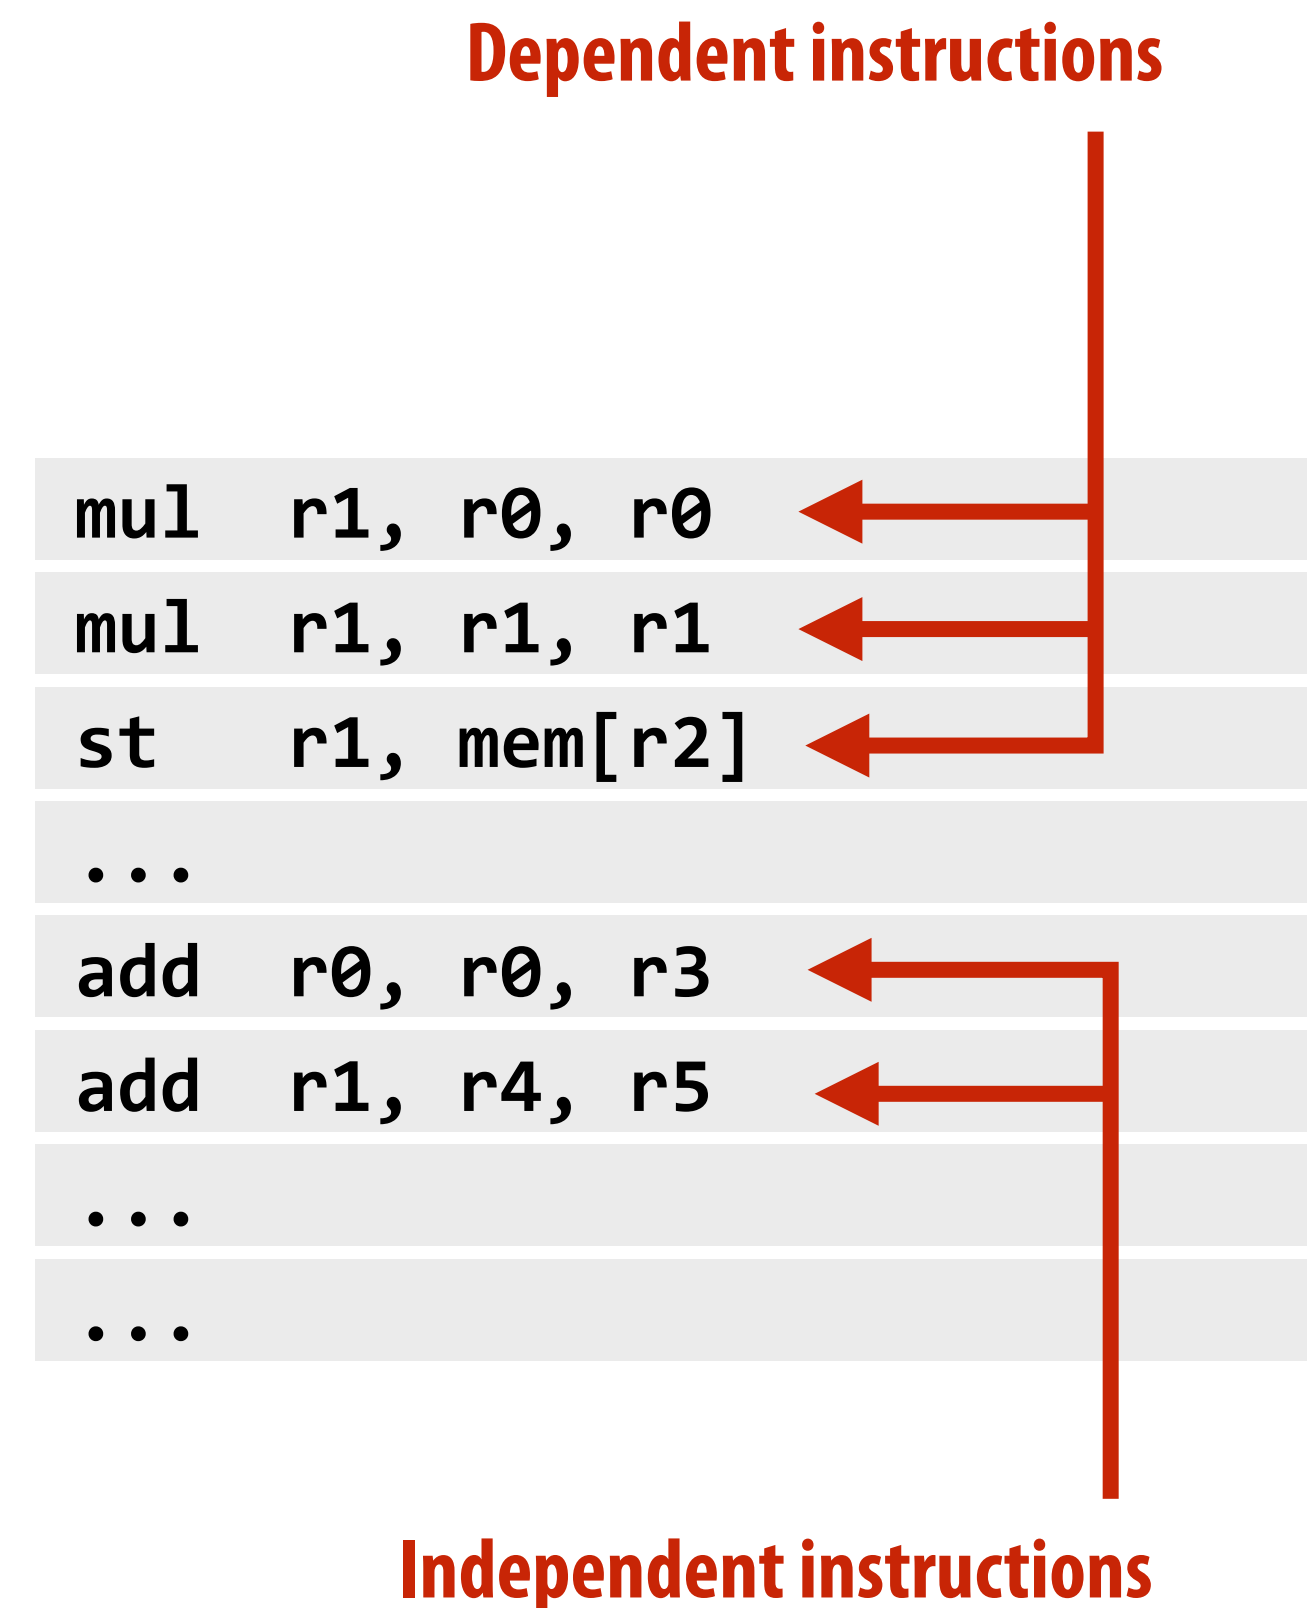 Dependent instructions
mul r1, r0, r0
mul r1, r1, r1
st r1, mem[r2]
...
add r0, r0, r3
add r1, r4, r5
...
...
Independent instructions